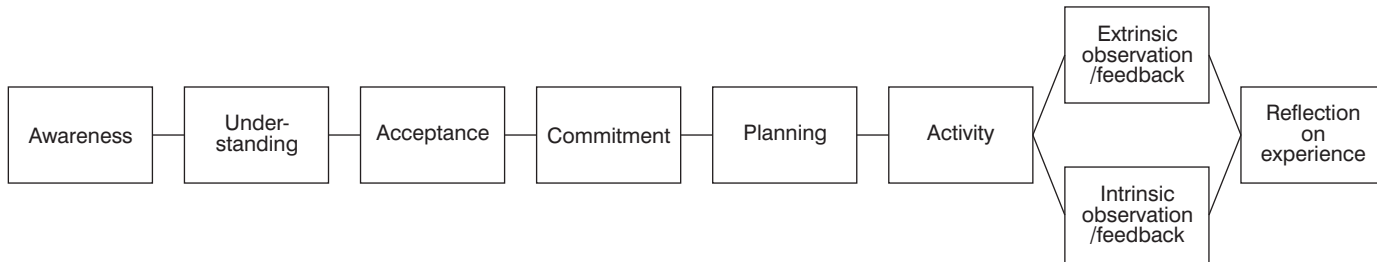 Awareness
Under-
standing
Acceptance
Commitment
Planning
Activity
Extrinsic
observation
/feedback
Intrinsic
observation
/feedback
Reflection
on
experience